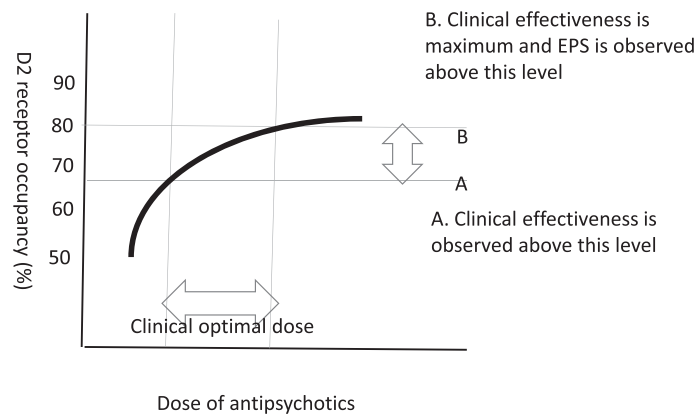 B. Clinical effectiveness is
maximum and EPS is observed
above this level
D2 receptor occupancy (%)
90
80
70
60
50
B
A
A. Clinical effectiveness is
observed above this level
Clinical optimal dose
Dose of antipsychotics